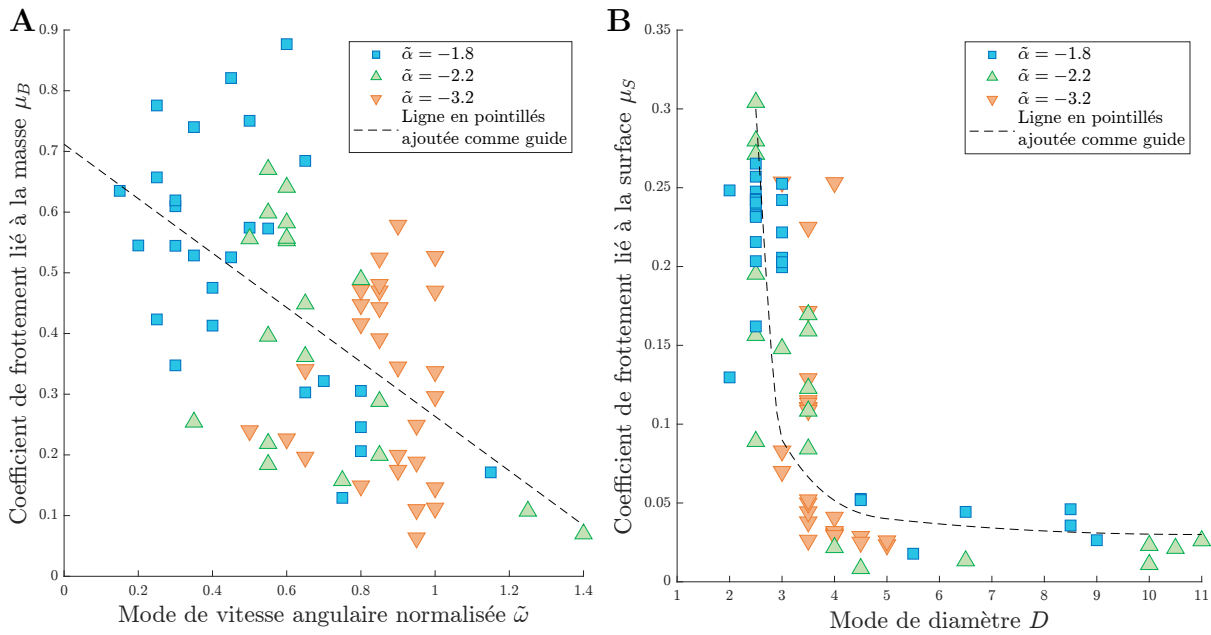 A
Coefficient de frottement lié à la masse μ_B
0.9
0.8
0.7
0.6
0.5
0.4
0.3
0.2
0.1
0
0
0.2
0.4
0.6
0.8
1
1.2
1.4
Mode de vitesse angulaire normalisée ω̃
α̃ = −1.8
α̃ = −2.2
α̃ = −3.2
Ligne en pointillés
ajoutée comme guide
B
Coefficient de frottement lié à la surface μ_S
0.35
0.3
0.25
0.2
0.15
0.1
0.05
0
1
2
3
4
5
6
7
8
9
10
11
Mode de diamètre D
α̃ = −1.8
α̃ = −2.2
α̃ = −3.2
Ligne en pointillés
ajoutée comme guide